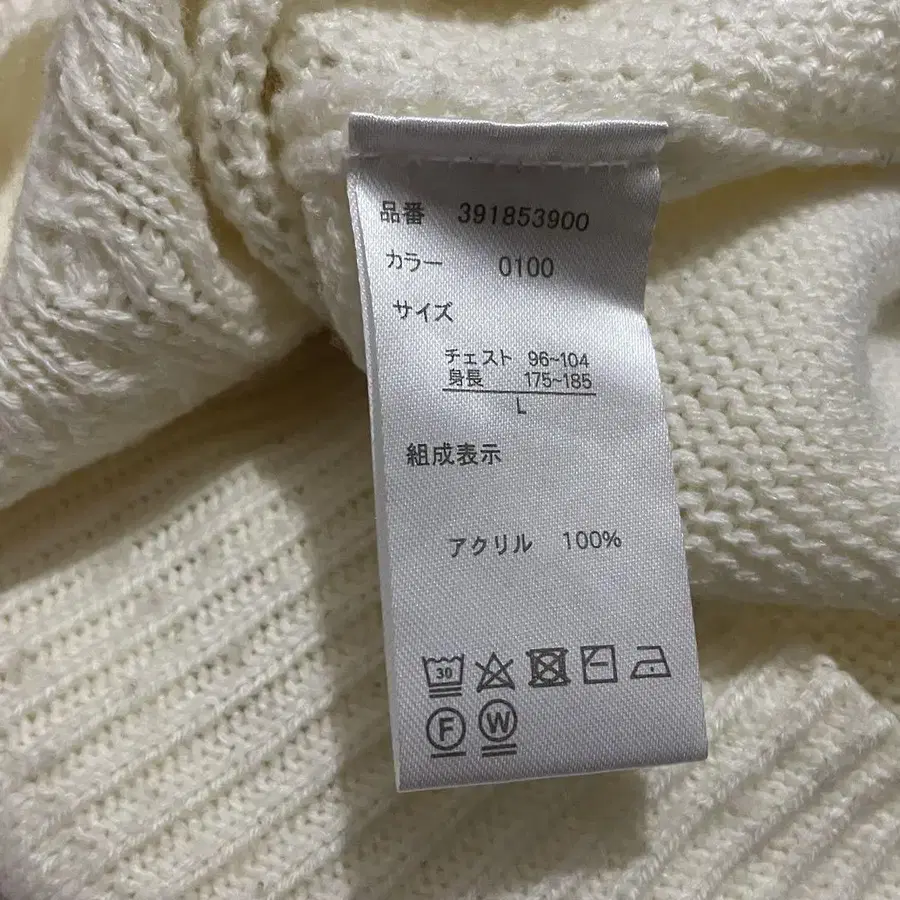 品番 391853900
カラー 0100
サイズ
チェスト 96~104
身長 175~185
L
組成表示
アクリル 100%
30
F W